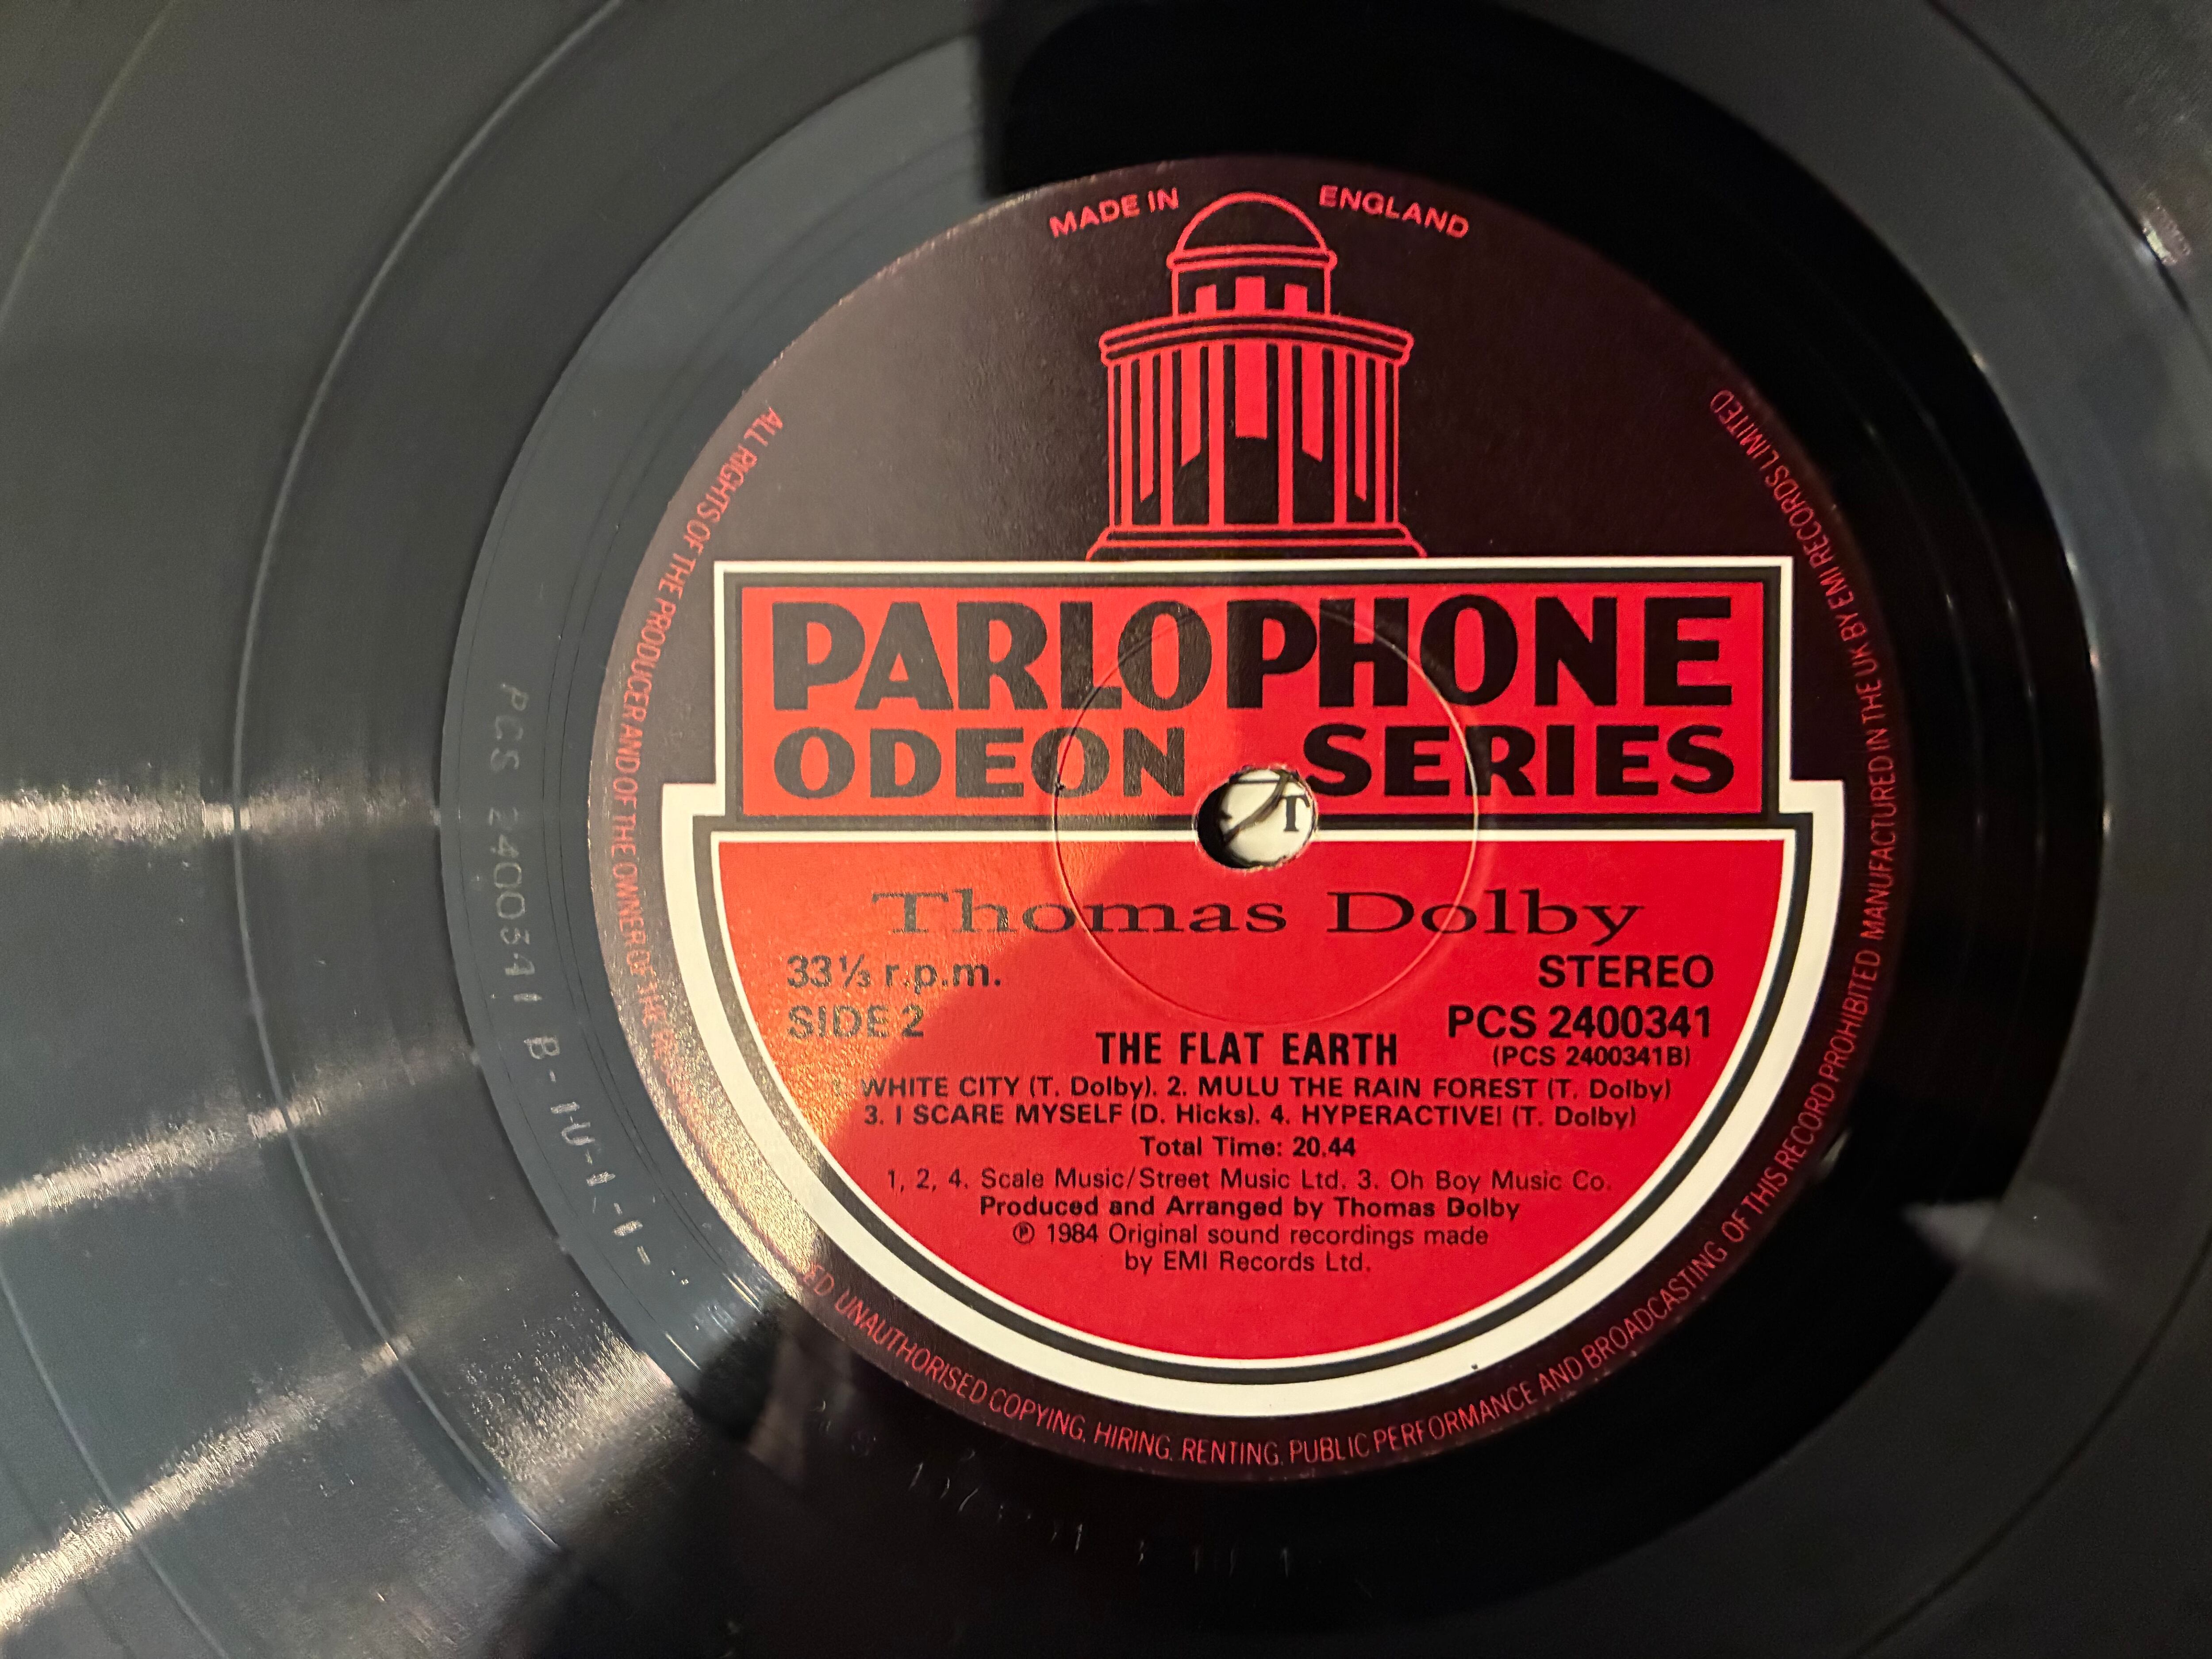 MADE IN ENGLAND
PARLOPHONE
ODEON SERIES
T
Thomas Dolby
33⅓ r.p.m.
STEREO
SIDE 2
PCS 2400341
(PCS 2400341B)
THE FLAT EARTH
1. WHITE CITY (T. Dolby). 2. MULU THE RAIN FOREST (T. Dolby)
3. I SCARE MYSELF (D. Hicks). 4. HYPERACTIVE! (T. Dolby)
Total Time: 20.44
1, 2, 4. Scale Music/Street Music Ltd. 3. Oh Boy Music Co.
Produced and Arranged by Thomas Dolby
℗ 1984 Original sound recordings made
by EMI Records Ltd.
ALL RIGHTS OF THE PRODUCER AND OF THE OWNER OF THE UNAUTHORISED COPYING, HIRING, RENTING, PUBLIC PERFORMANCE AND BROADCASTING OF THIS RECORD PROHIBITED MANUFACTURED IN THE UK BY EMI RECORDS LIMITED
PCS 2400341 B-1U-1-1-